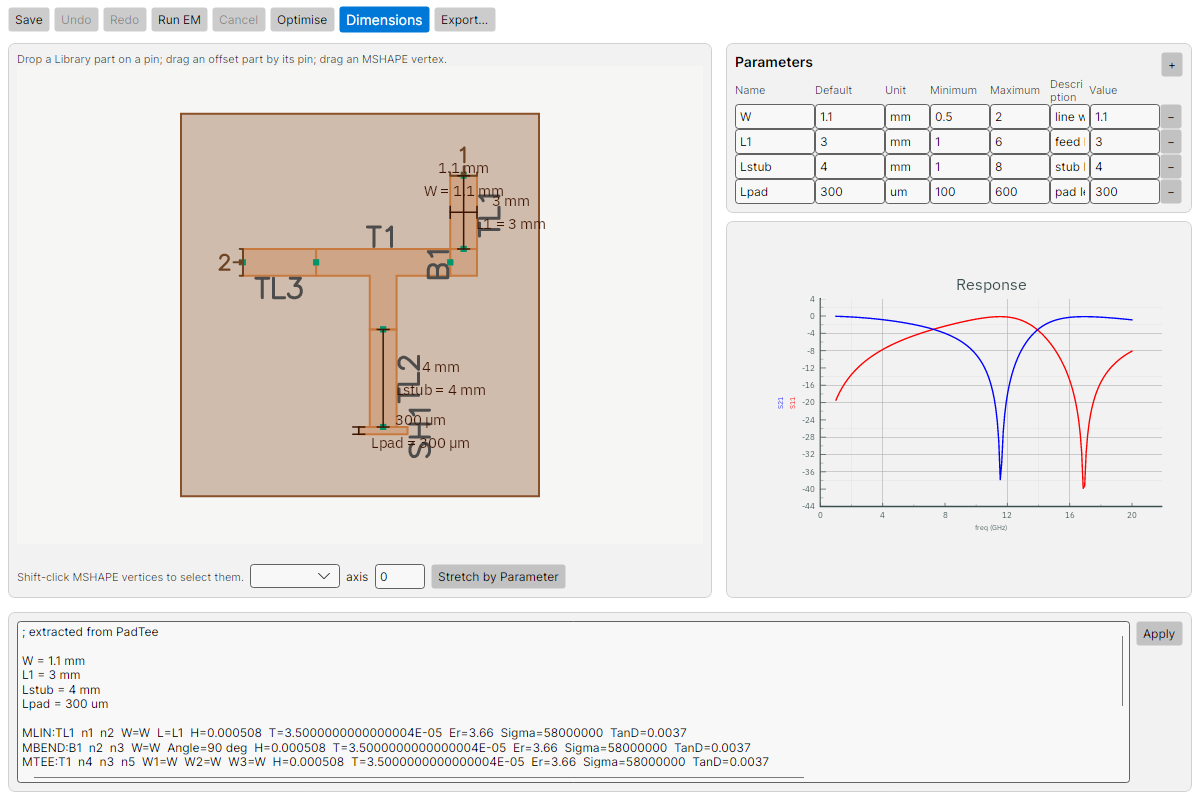 Save Undo Redo Run EM Cancel Optimise Dimensions Export...
Drop a Library part on a pin; drag an offset part by its pin; drag an MSHAPE vertex.
1
1.1 mm
W = 1.1 mm
3 mm
TL1
L1 = 3 mm
T1
B1
2
TL3
TL2
4 mm
Lstub = 4 mm
300 µm
SH1
Lpad = 300 µm
Shift-click MSHAPE vertices to select them. axis 0 Stretch by Parameter
Parameters
+
Name Default Unit Minimum Maximum Descri
ption Value
W 1.1 mm 0.5 2 line w 1.1 −
L1 3 mm 1 6 feed 3 −
Lstub 4 mm 1 8 stub 4 −
Lpad 300 um 100 600 pad le 300 −
Response
4
0
-4
-8
-12
-16
-20
-24
-28
-32
-36
-40
-44
S21
S11
0 4 8 12 16 20
freq (GHz)
; extracted from PadTee
W = 1.1 mm
L1 = 3 mm
Lstub = 4 mm
Lpad = 300 um
MLIN:TL1 n1 n2 W=W L=L1 H=0.000508 T=3.5000000000000004E-05 Er=3.66 Sigma=58000000 TanD=0.0037
MBEND:B1 n2 n3 W=W Angle=90 deg H=0.000508 T=3.5000000000000004E-05 Er=3.66 Sigma=58000000 TanD=0.0037
MTEE:T1 n4 n3 n5 W1=W W2=W W3=W H=0.000508 T=3.5000000000000004E-05 Er=3.66 Sigma=58000000 TanD=0.0037
Apply